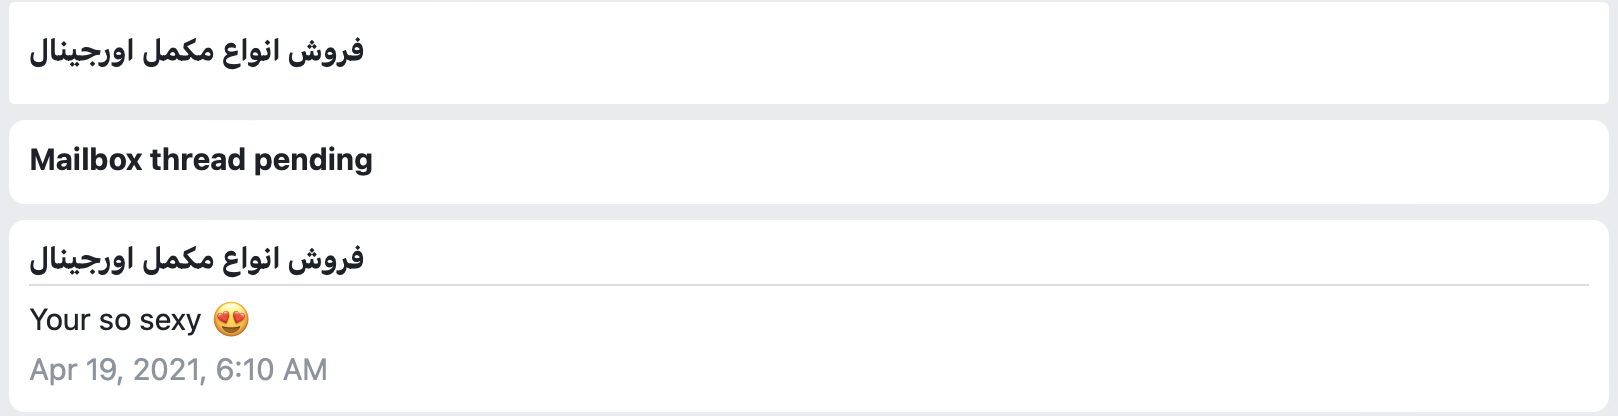 فروش انواع مکمل اورجینال
Mailbox thread pending
فروش انواع مکمل اورجینال
Your so sexy 😍
Apr 19, 2021, 6:10 AM